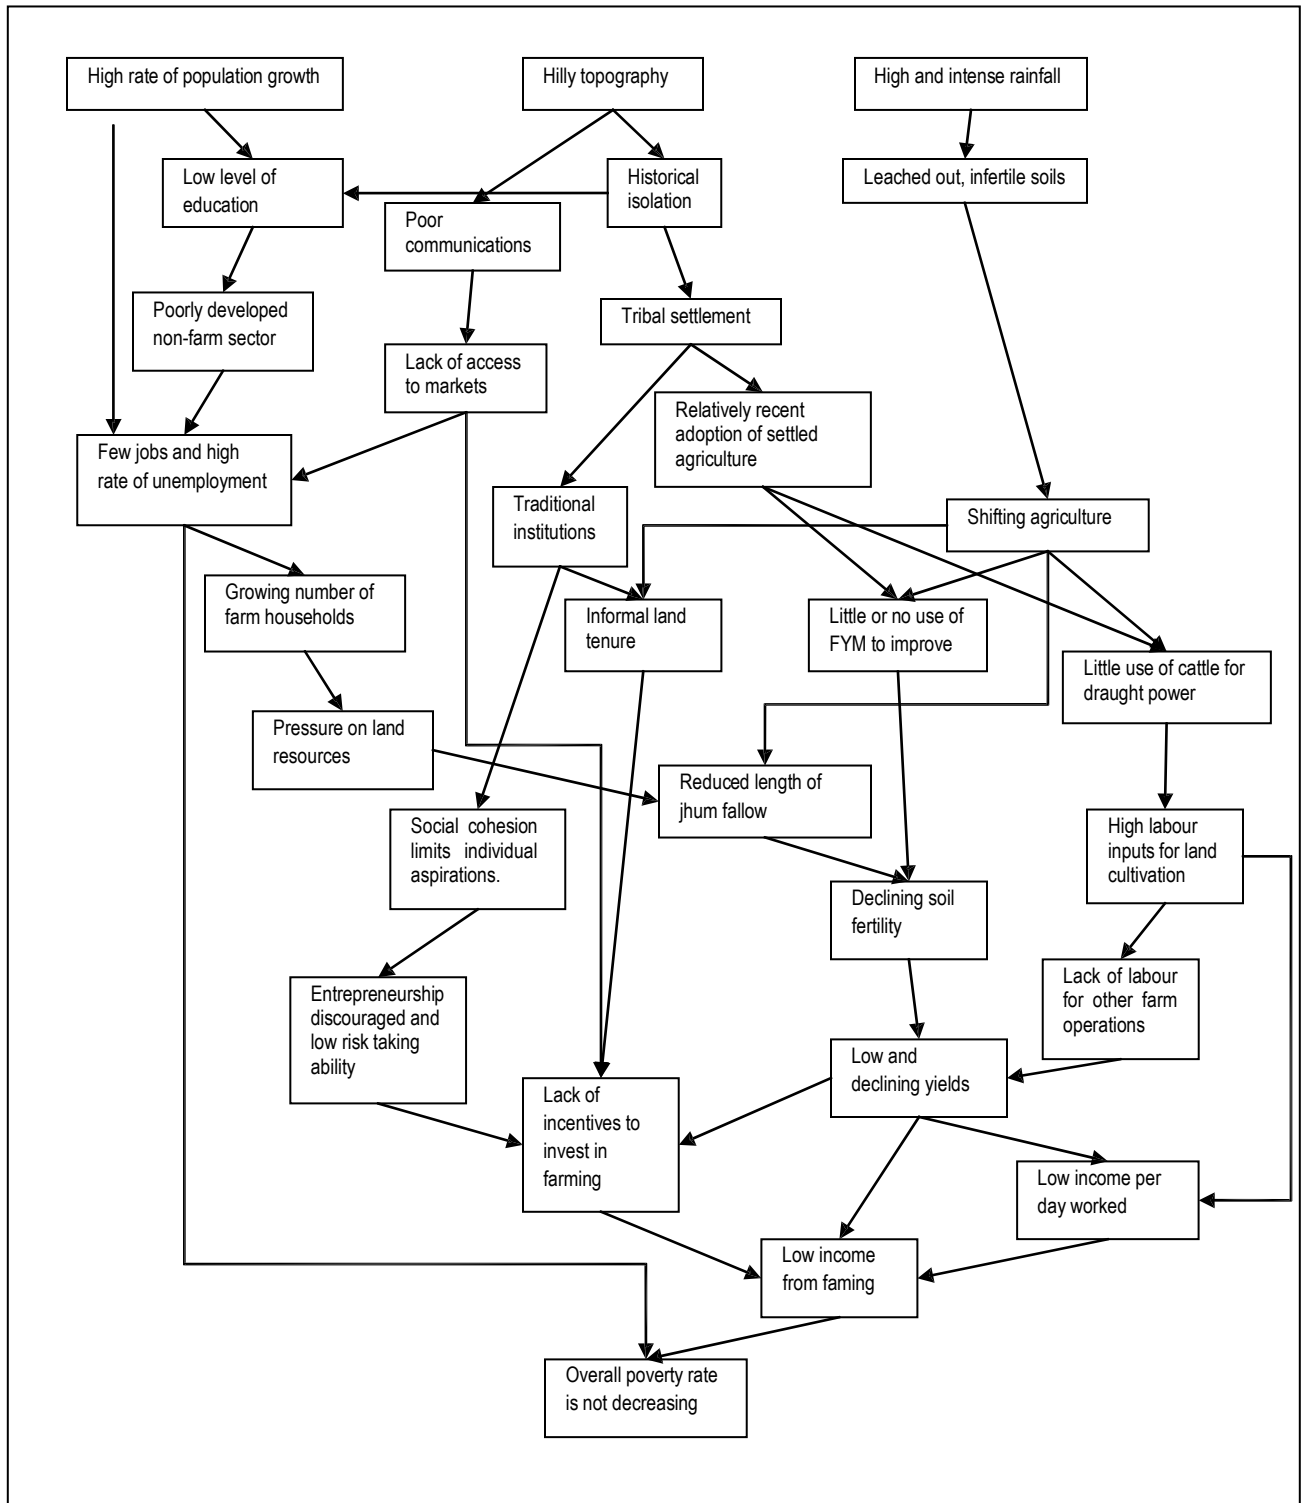 High rate of population growth
Hilly topography
High and intense rainfall
Low level of
education
Historical
isolation
Leached out, infertile soils
Poor
communications
Poorly developed
non-farm sector
Tribal settlement
Lack of access
to markets
Relatively recent
adoption of settled
agriculture
Few jobs and high
rate of unemployment
Traditional
institutions
Shifting agriculture
Growing number of
farm households
Informal land
tenure
Little or no use of
FYM to improve
Little use of cattle for
draught power
Pressure on land
resources
Reduced length of
jhum fallow
Social cohesion
limits individual
aspirations.
High labour
inputs for land
cultivation
Declining soil
fertility
Entrepreneurship
discouraged and
low risk taking
ability
Lack of labour
for other farm
operations
Low and
declining yields
Lack of
incentives to
invest in
farming
Low income per
day worked
Low income
from faming
Overall poverty rate
is not decreasing